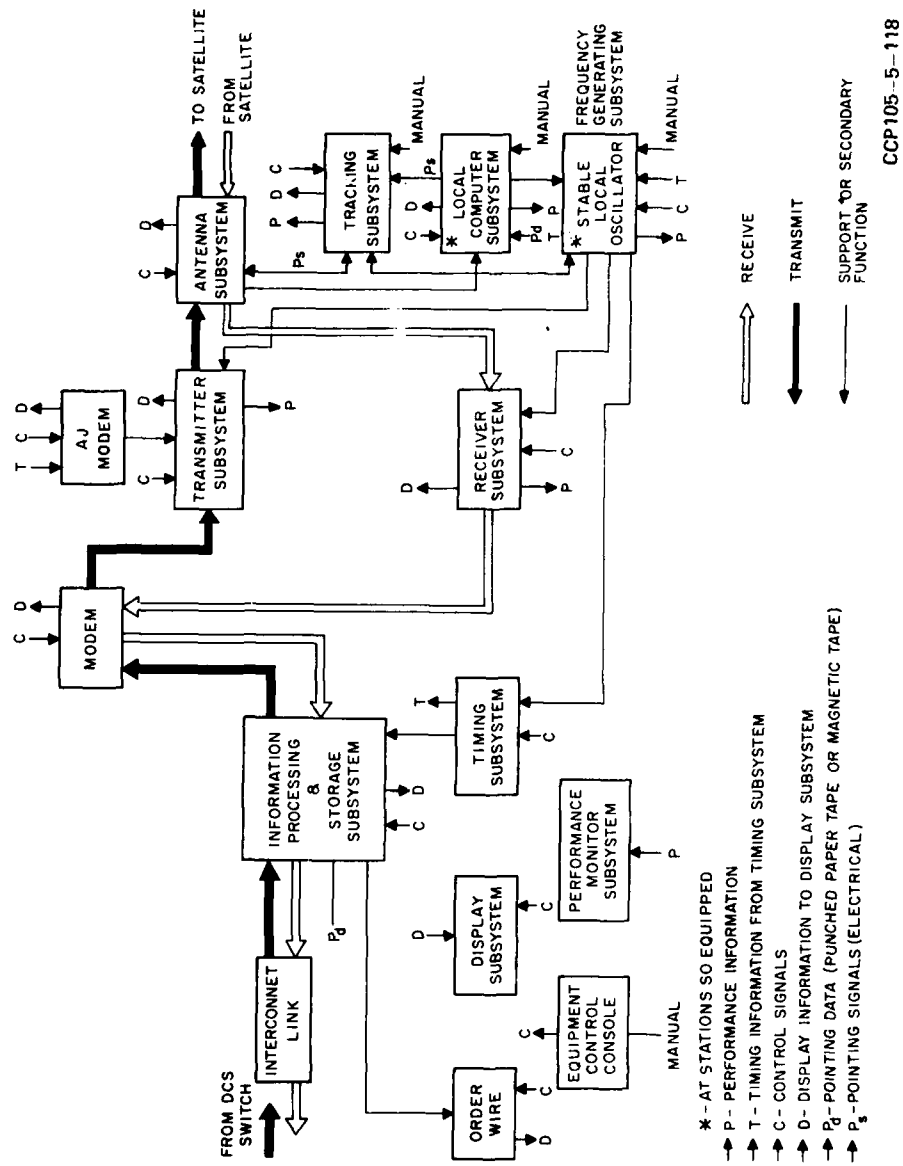 FROM DCS
SWITCH
INTERCONNET
LINK
INFORMATION
PROCESSING
&
STORAGE
SUBSYSTEM
C
D
Pd
MODEM
C
D
AJ
MODEM
T
C
D
TRANSMITTER
SUBSYSTEM
C
D
P
ANTENNA
SUBSYSTEM
C
D
TO SATELLITE
FROM
SATELLITE
Ps
TRACKING
SUBSYSTEM
P
D
C
MANUAL
Ps
* LOCAL
COMPUTER
SUBSYSTEM
C
D
Pd
P
MANUAL
FREQUENCY
GENERATING
SUBSYSTEM
* STABLE
LOCAL
OSCILLATOR
T
P
C
T
MANUAL
RECEIVER
SUBSYSTEM
D
P
C
TIMING
SUBSYSTEM
T
C
ORDER
WIRE
D
C
EQUIPMENT
CONTROL
CONSOLE
C
MANUAL
DISPLAY
SUBSYSTEM
D
C
PERFORMANCE
MONITOR
SUBSYSTEM
P
* - AT STATIONS SO EQUIPPED
P - PERFORMANCE INFORMATION
T - TIMING INFORMATION FROM TIMING SUBSYSTEM
C - CONTROL SIGNALS
D - DISPLAY INFORMATION TO DISPLAY SUBSYSTEM
Pd - POINTING DATA (PUNCHED PAPER TAPE OR MAGNETIC TAPE)
Ps - POINTING SIGNALS (ELECTRICAL)
RECEIVE
TRANSMIT
SUPPORT OR SECONDARY
FUNCTION
CCP105-5-118